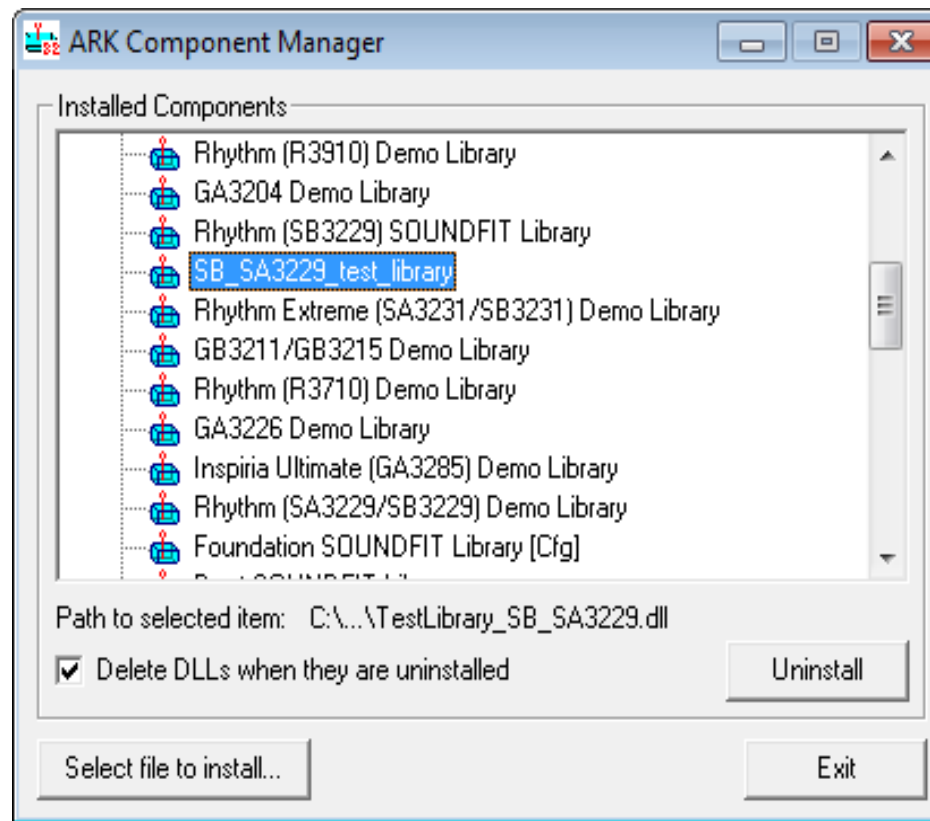 ARK Component Manager
Installed Components
Rhythm (R3910) Demo Library
GA3204 Demo Library
Rhythm (SB3229) SOUNDFIT Library
SB_SA3229_test_library
Rhythm Extreme (SA3231/SB3231) Demo Library
GB3211/GB3215 Demo Library
Rhythm (R3710) Demo Library
GA3226 Demo Library
Inspiria Ultimate (GA3285) Demo Library
Rhythm (SA3229/SB3229) Demo Library
Foundation SOUNDFIT Library [Cfg]
Path to selected item: C:\...\TestLibrary_SB_SA3229.dll
Delete DLLs when they are uninstalled
Uninstall
Select file to install...
Exit